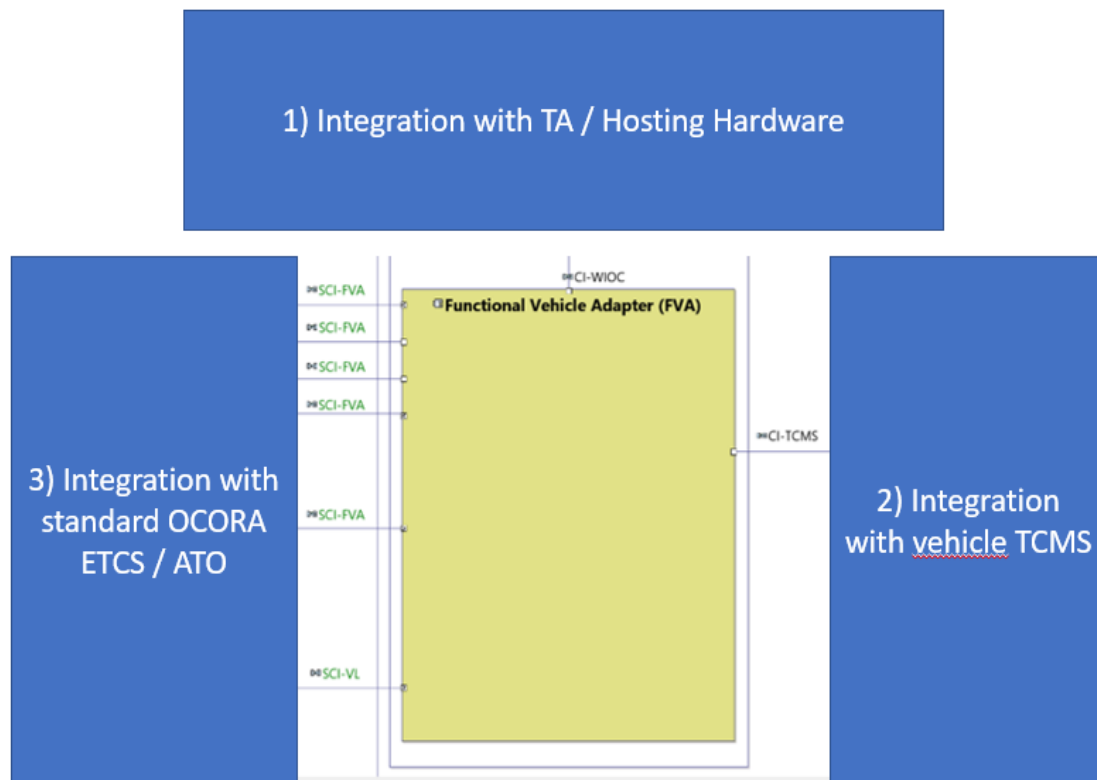 1) Integration with TA / Hosting Hardware
CI-WIOC
SCI-FVA
Functional Vehicle Adapter (FVA)
SCI-FVA
SCI-FVA
SCI-FVA
CI-TCMS
3) Integration with
standard OCORA
ETCS / ATO
SCI-FVA
2) Integration
with vehicle TCMS
SCI-VL